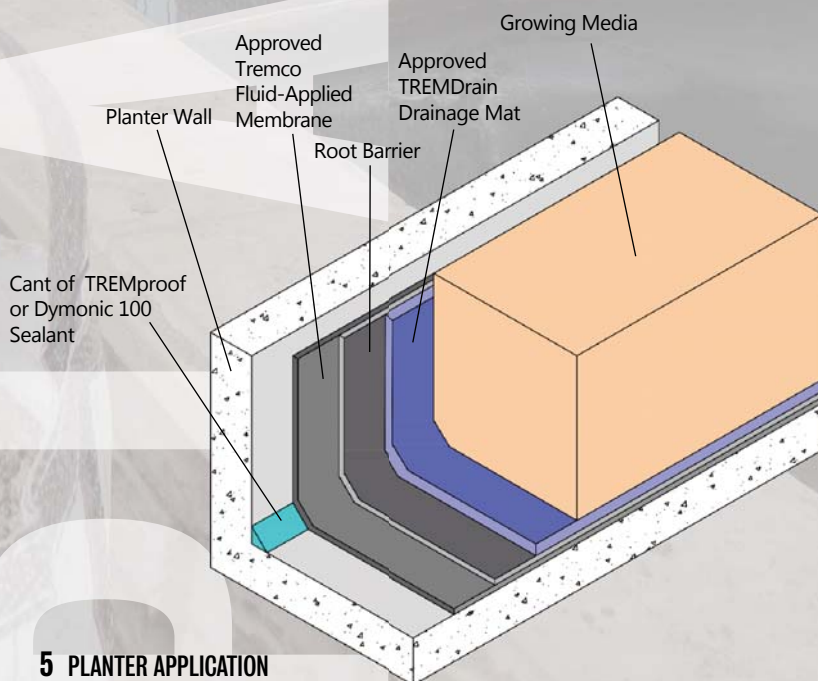 Growing Media
Approved
Tremco
Fluid-Applied
Membrane
Approved
TREMDrain
Drainage Mat
Planter Wall
Root Barrier
Cant of TREMproof
or Dymonic 100
Sealant
5 PLANTER APPLICATION